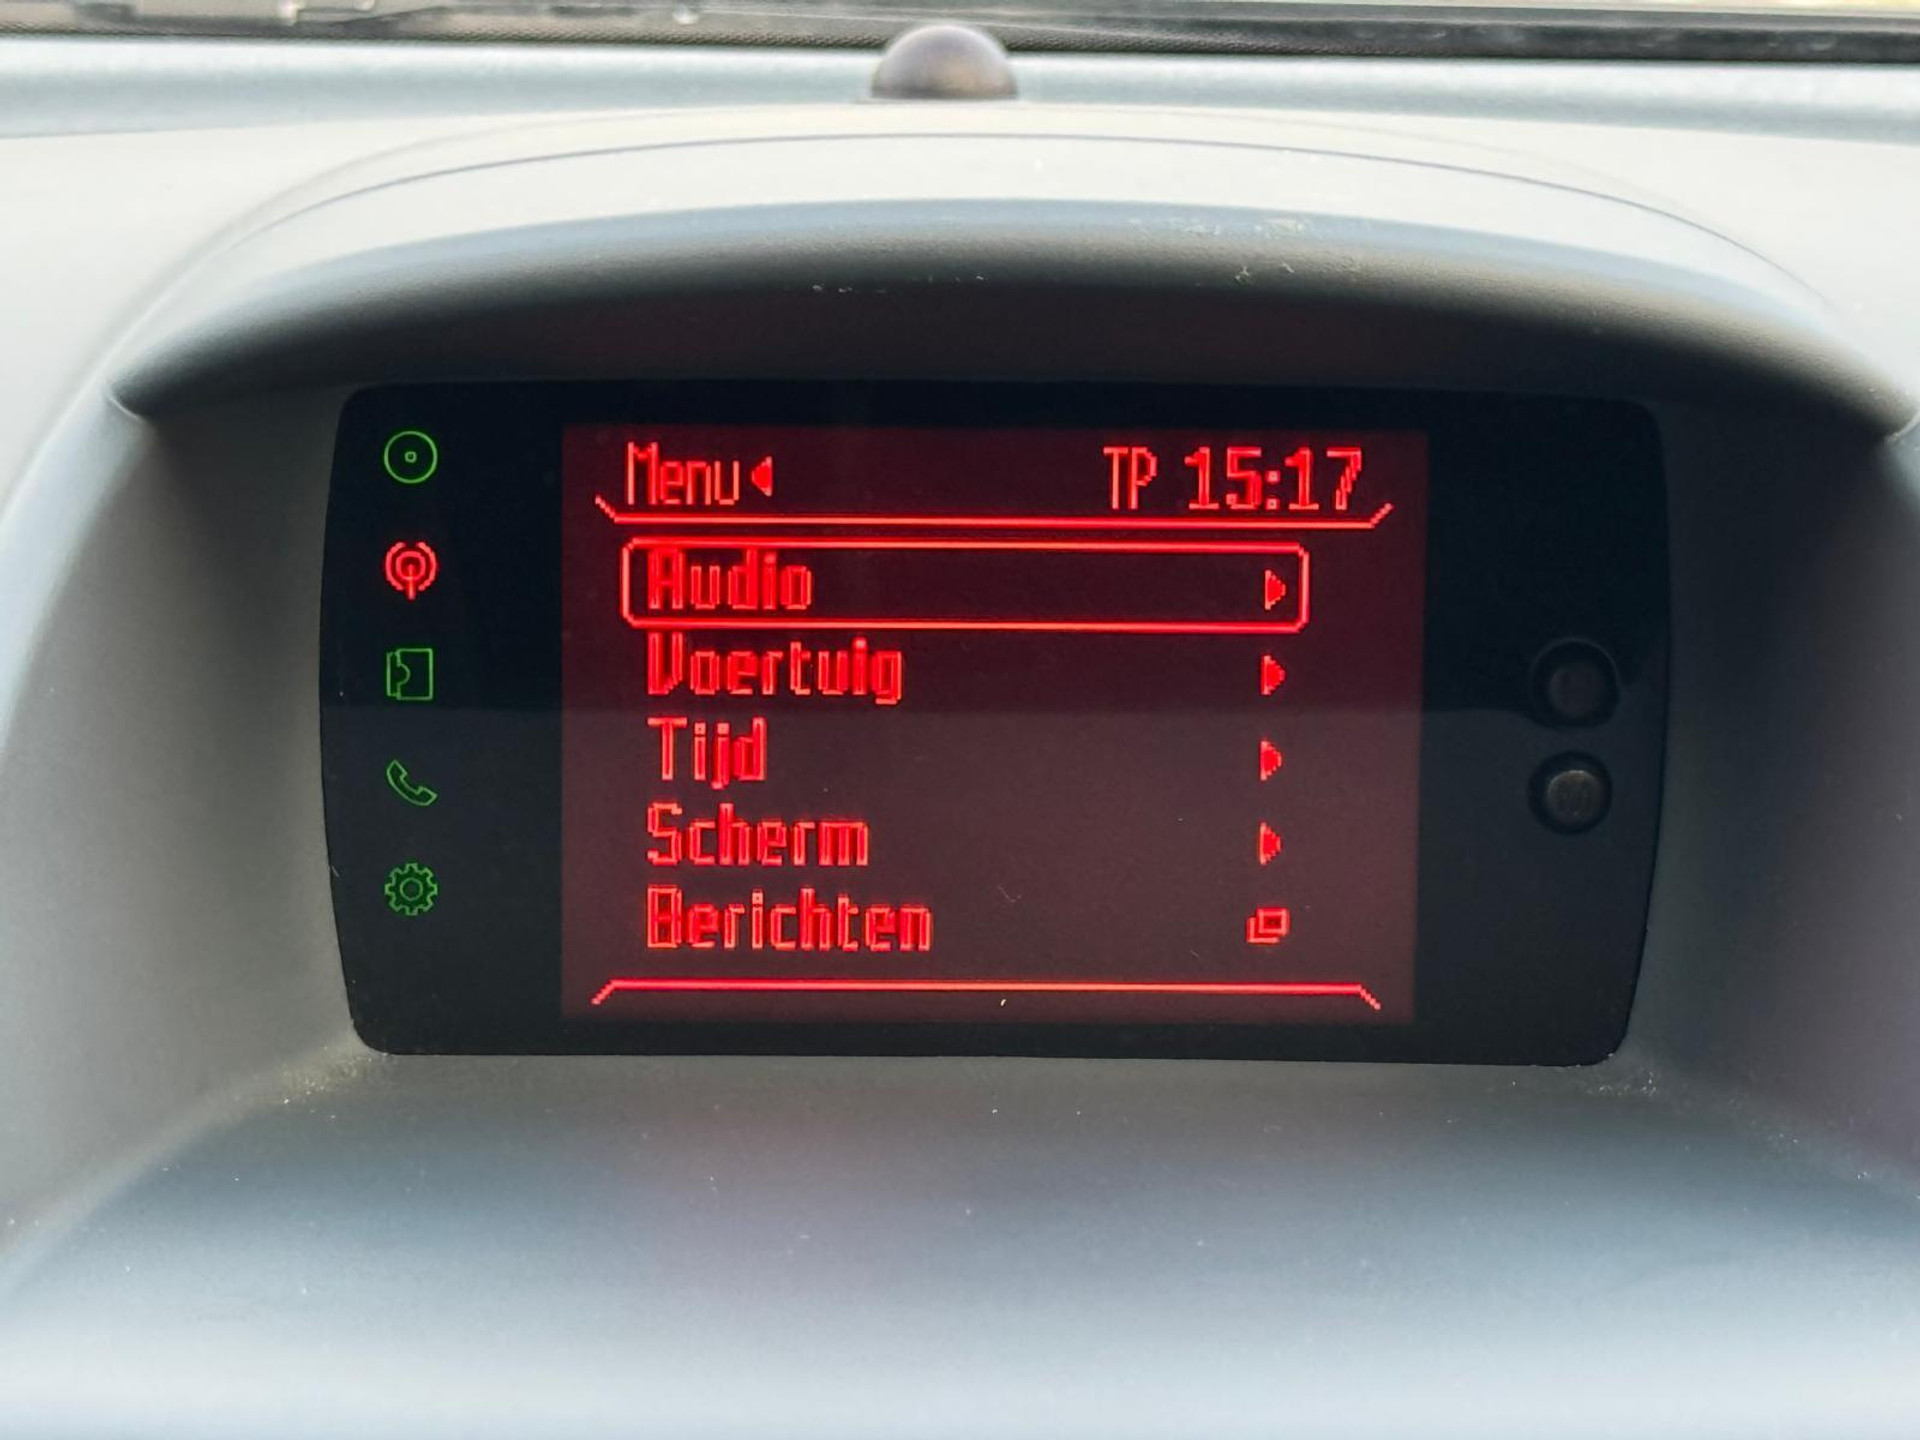 Menu TP 15:17
Audio
Voertuig
Tijd
Scherm
Berichten